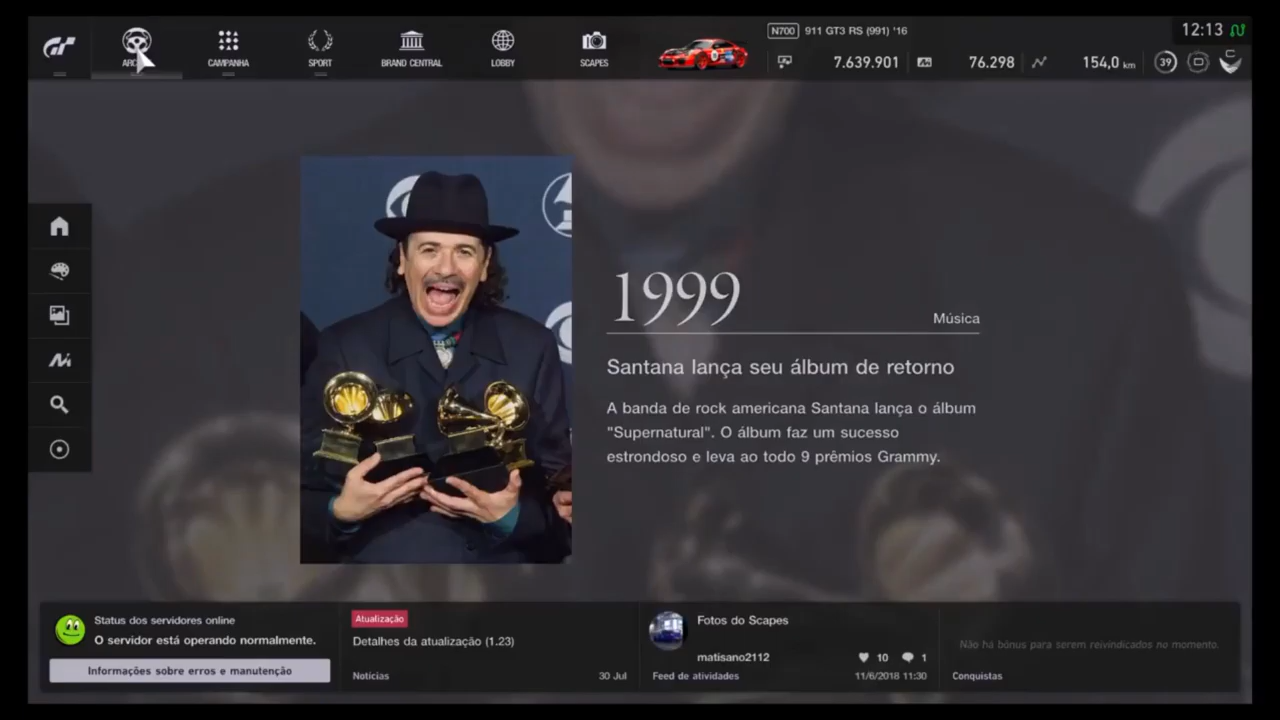 N700 911 GT3 RS (991) '16
12:13
CAMPANHA
SPORT
BRAND CENTRAL
LOBBY
SCAPES
7.639.901
76.298
154,0 km
39
1999
Música
Santana lança seu álbum de retorno
A banda de rock americana Santana lança o álbum
"Supernatural". O álbum faz um sucesso
estrondoso e leva ao todo 9 prêmios Grammy.
Status dos servidores online
O servidor está operando normalmente.
Informações sobre erros e manutenção
Atualização
Detalhes da atualização (1.23)
Notícias
30 Jul
Fotos do Scapes
matisano2112
10
1
Feed de atividades
11/6/2018 11:30
Não há bônus para serem reivindicados no momento.
Conquistas